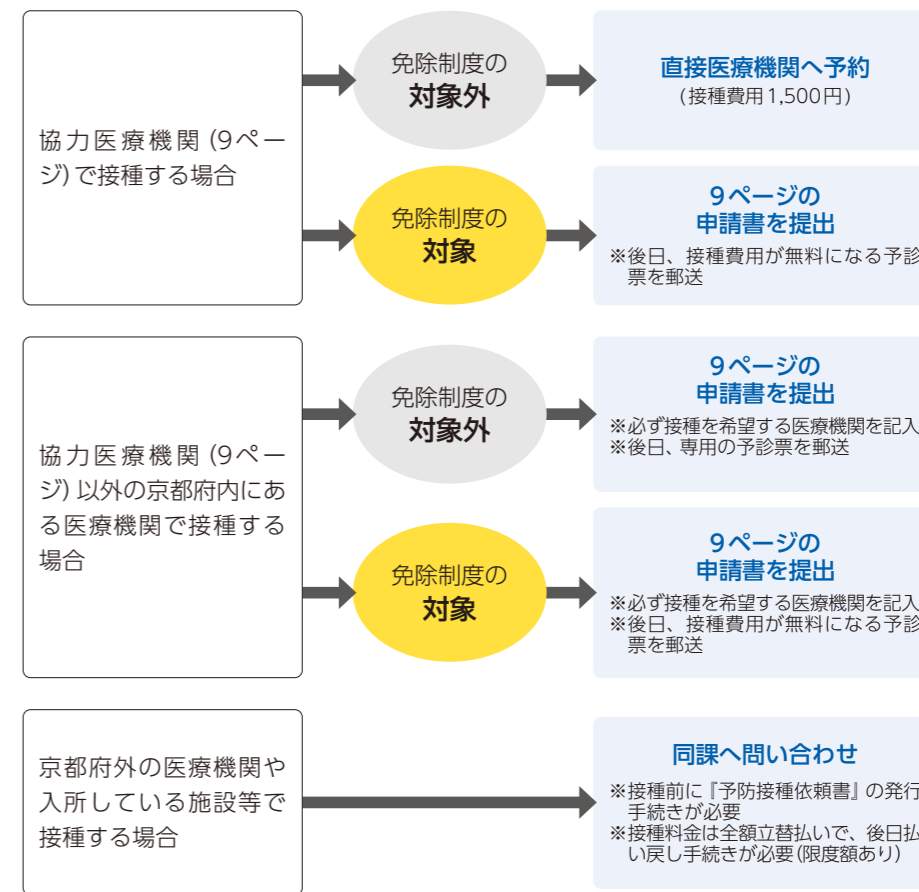 協力医療機関(9ペー
ジ)で接種する場合
免除制度の
対象外
直接医療機関へ予約
(接種費用1,500円)
免除制度の
対象
9ページの
申請書を提出
※後日、接種費用が無料になる予診
票を郵送
協力医療機関(9ペー
ジ)以外の京都府内にあ
る医療機関で接種する
場合
免除制度の
対象外
9ページの
申請書を提出
※必ず接種を希望する医療機関を記入
※後日、専用の予診票を郵送
免除制度の
対象
9ページの
申請書を提出
※必ず接種を希望する医療機関を記入
※後日、接種費用が無料になる予診
票を郵送
京都府外の医療機関や
入所している施設等で
接種する場合
同課へ問い合わせ
※接種前に『予防接種依頼書』の発行
手続きが必要
※接種料金は全額立替払いで、後日払
い戻し手続きが必要(限度額あり)